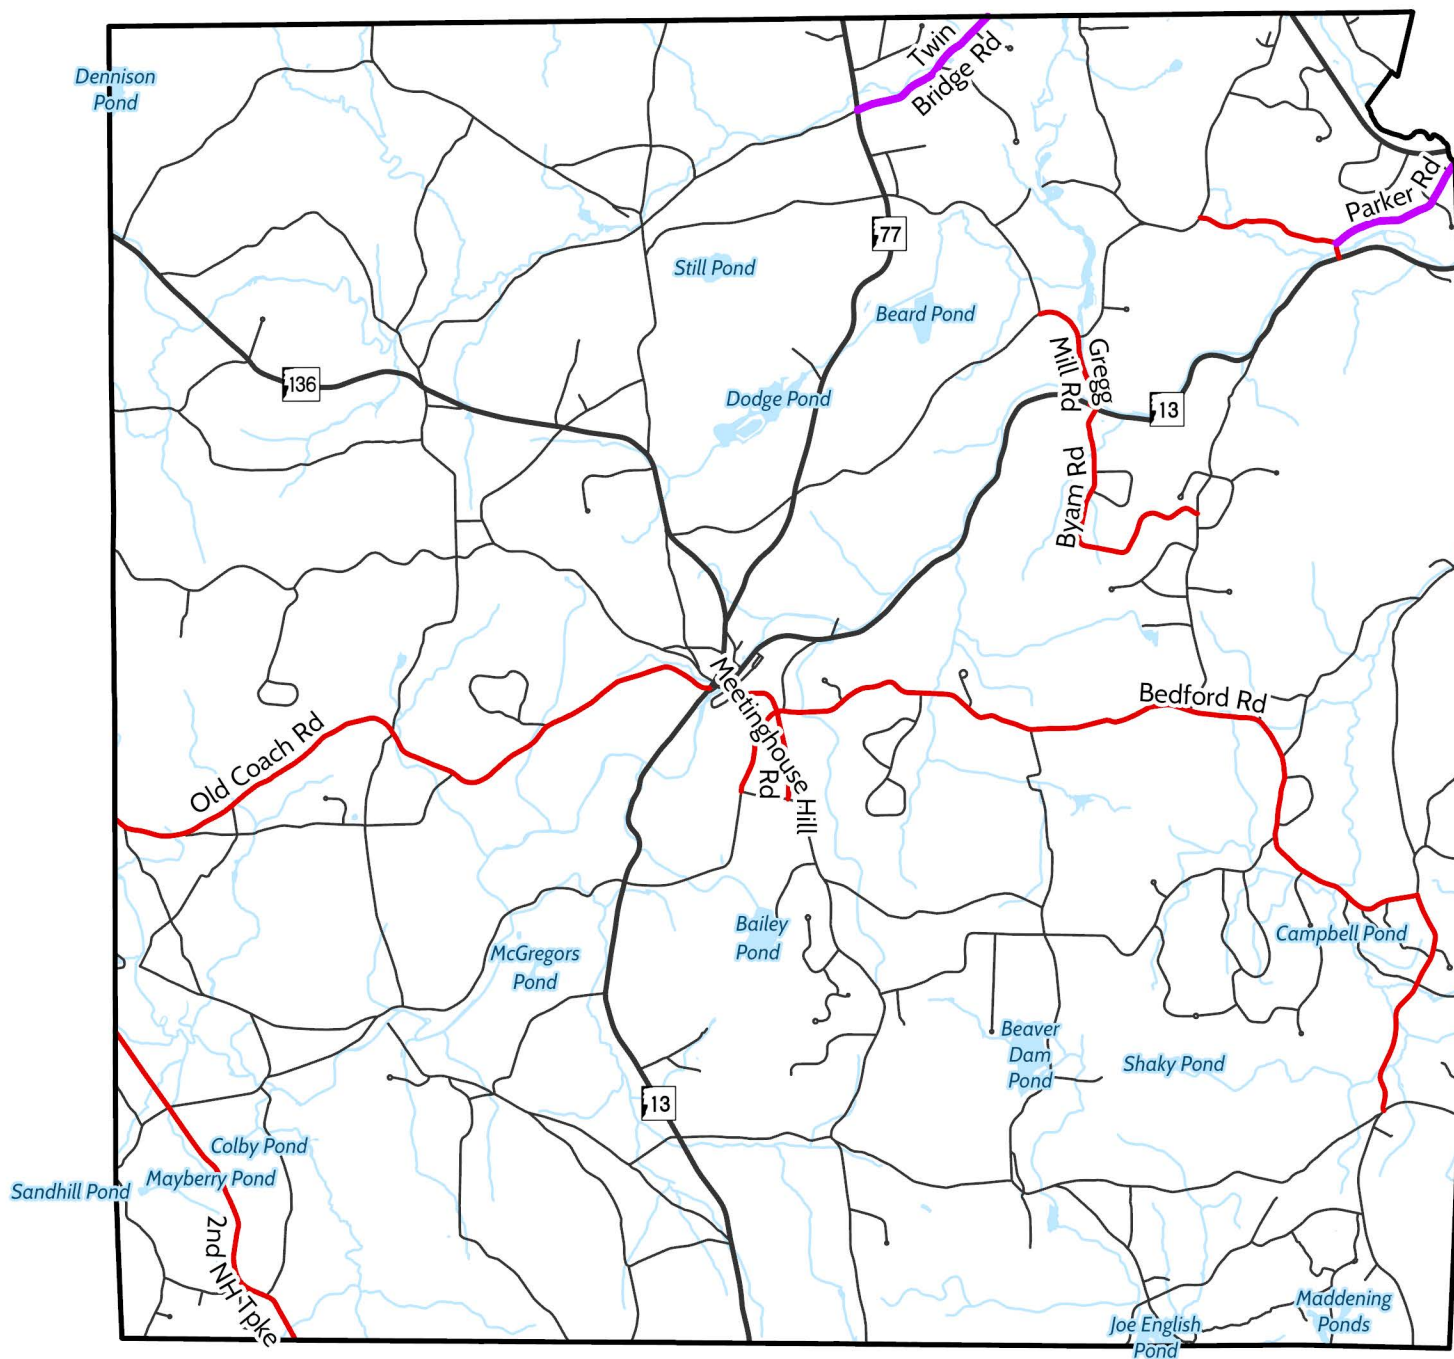 Twin
Bridge Rd
Dennison
Pond
Parker Rd
77
Still Pond
Beard Pond
136
Gregg
Mill Rd
Dodge Pond
13
Byam Rd
Bedford Rd
Meetinghouse Hill
Rd
Old Coach Rd
Bailey
Pond
Campbell Pond
McGregors
Pond
Beaver
Dam
Pond
Shaky Pond
13
Colby Pond
Mayberry Pond
Sandhill Pond
2nd NH Tpke
Maddening
Ponds
Joe English
Pond